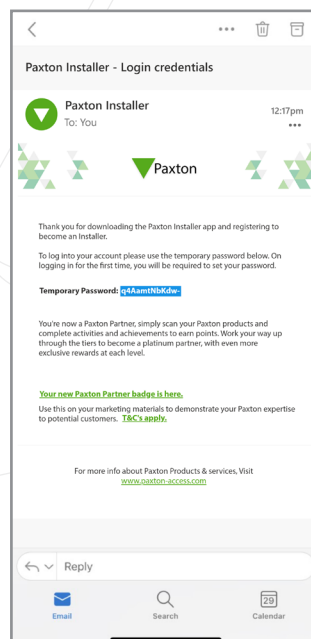 Paxton Installer - Login credentials
Paxton Installer
12:17pm
To: You
Paxton
Thank you for downloading the Paxton Installer app and registering to
become an Installer.
To log into your account please use the temporary password below. On
logging in for the first time, you will be required to set your password.
Temporary Password: q4AamtNbKdw-
You're now a Paxton Partner, simply scan your Paxton products and
complete activities and achievements to earn points. Work your way up
through the tiers to become a platinum partner, with even more
exclusive rewards at each level.
Your new Paxton Partner badge is here.
Use this on your marketing materials to demonstrate your Paxton expertise
to potential customers. T&C's apply.
For more info about Paxton Products & services, Visit
www.paxton-access.com
Reply
29
Email
Search
Calendar